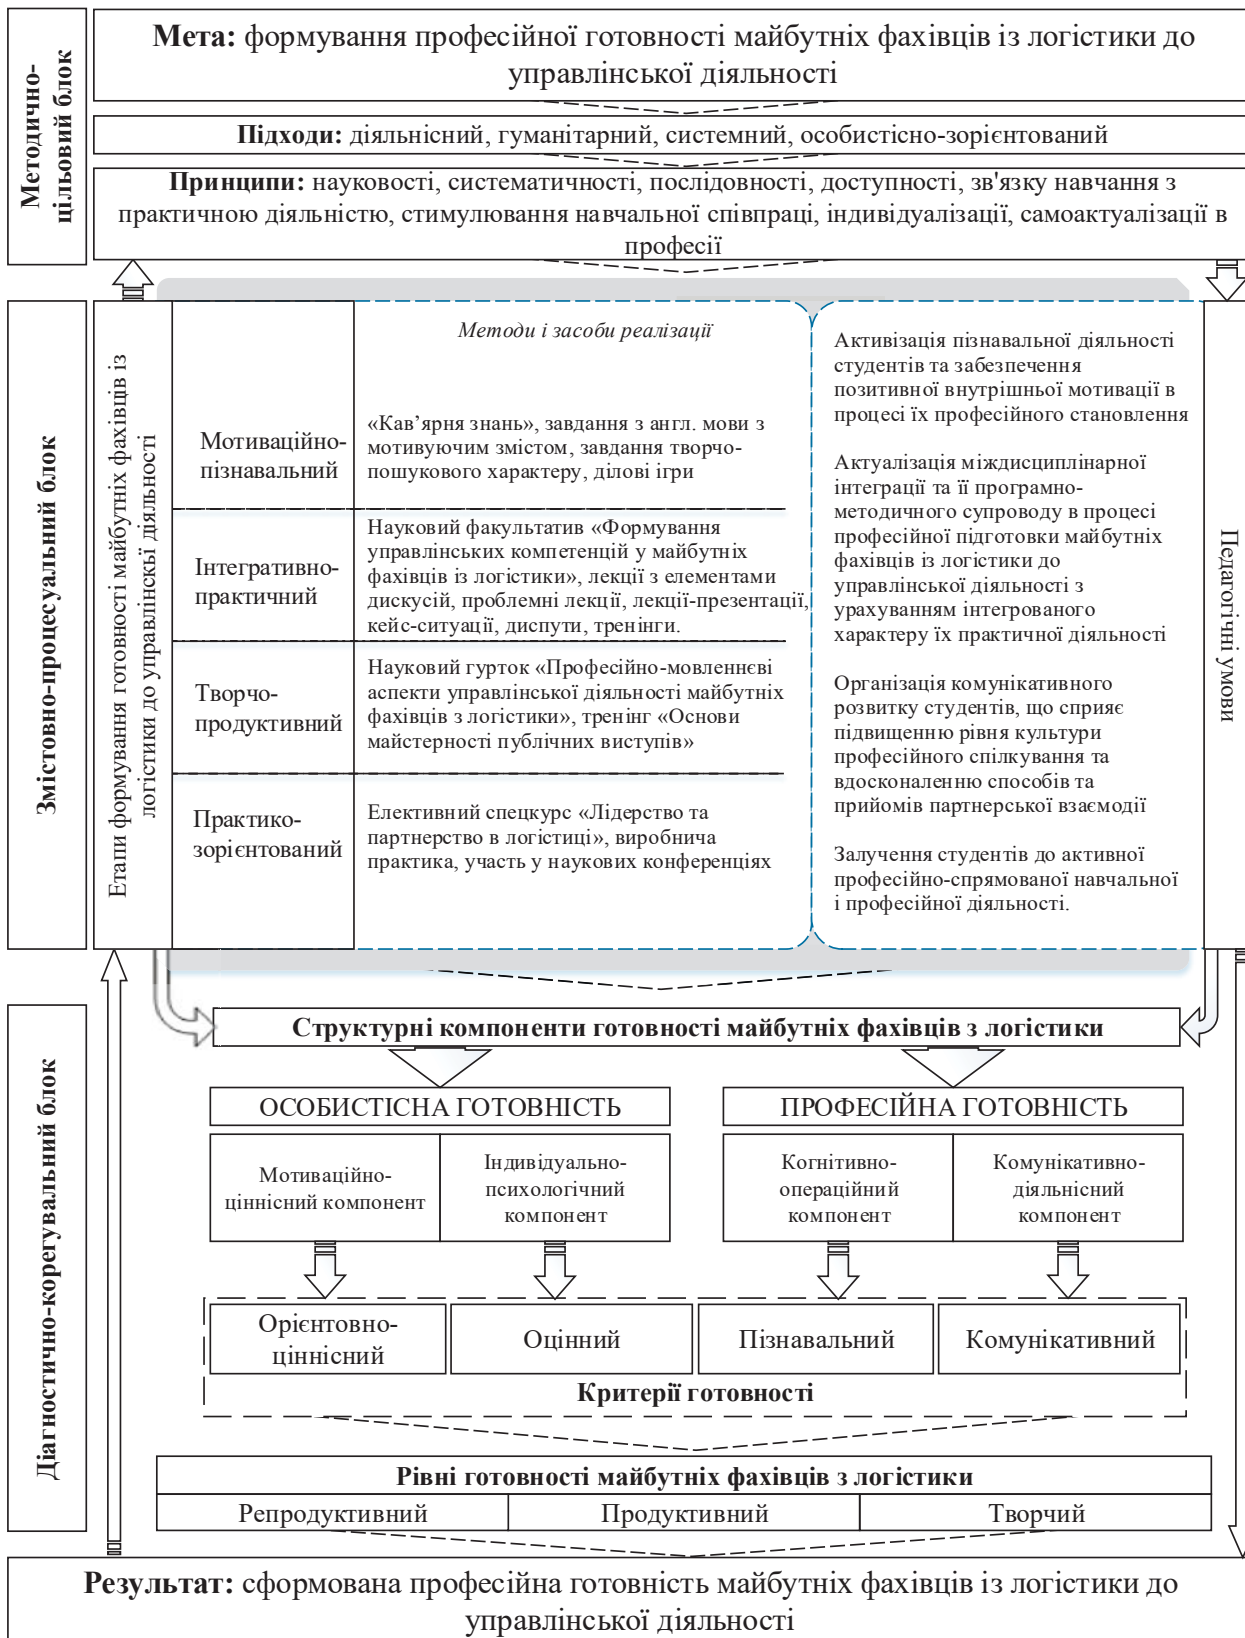 Методично-
цільовий блок
Мета: формування професійної готовності майбутніх фахівців із логістики до
управлінської діяльності
Підходи: діяльнісний, гуманітарний, системний, особистісно-зорієнтований
Принципи: науковості, систематичності, послідовності, доступності, зв'язку навчання з
практичною діяльністю, стимулювання навчальної співпраці, індивідуалізації, самоактуалізації в
професії
Змістовно-процесуальний блок
Етапи формування готовності майбутніх фахівців із
логістики до управлінскьї діяльності
Методи і засоби реалізації
Мотиваційно-
пізнавальний
«Кав’ярня знань», завдання з англ. мови з
мотивуючим змістом, завдання творчо-
пошукового характеру, ділові ігри
Інтегративно-
практичний
Науковий факультатив «Формування
управлінських компетенцій у майбутніх
фахівців із логістики», лекції з елементами
дискусій, проблемні лекції, лекції-презентації,
кейс-ситуації, диспути, тренінги.
Творчо-
продуктивний
Науковий гурток «Професійно-мовленнєві
аспекти управлінської діяльності майбутніх
фахівців з логістики», тренінг «Основи
майстерності публічних виступів»
Практико-
зорієнтований
Елективний спецкурс «Лідерство та
партнерство в логістиці», виробнича
практика, участь у наукових конференціях
Активізація пізнавальної діяльності
студентів та забезпечення
позитивної внутрішньої мотивації в
процесі їх професійного становлення
Актуалізація міждисциплінарної
інтеграції та її програмно-
методичного супроводу в процесі
професійної підготовки майбутніх
фахівців із логістики до
управлінської діяльності з
урахуванням інтегрованого
характеру їх практичної діяльності
Організація комунікативного
розвитку студентів, що сприяє
підвищенню рівня культури
професійного спілкування та
вдосконаленню способів та
прийомів партнерської взаємодії
Залучення студентів до активної
професійно-спрямованої навчальної
і професійної діяльності.
Педагогічні умови
Діагностично-корегувальний блок
Структурні компоненти готовності майбутніх фахівців з логістики
ОСОБИСТІСНА ГОТОВНІСТЬ
ПРОФЕСІЙНА ГОТОВНІСТЬ
Мотиваційно-
ціннісний компонент
Індивідуально-
психологічний
компонент
Когнітивно-
операційний
компонент
Комунікативно-
діяльнісний
компонент
Орієнтовно-
ціннісний
Оцінний
Пізнавальний
Комунікативний
Критерії готовності
Рівні готовності майбутніх фахівців з логістики
Репродуктивний
Продуктивний
Творчий
Результат: сформована професійна готовність майбутніх фахівців із логістики до
управлінської діяльності